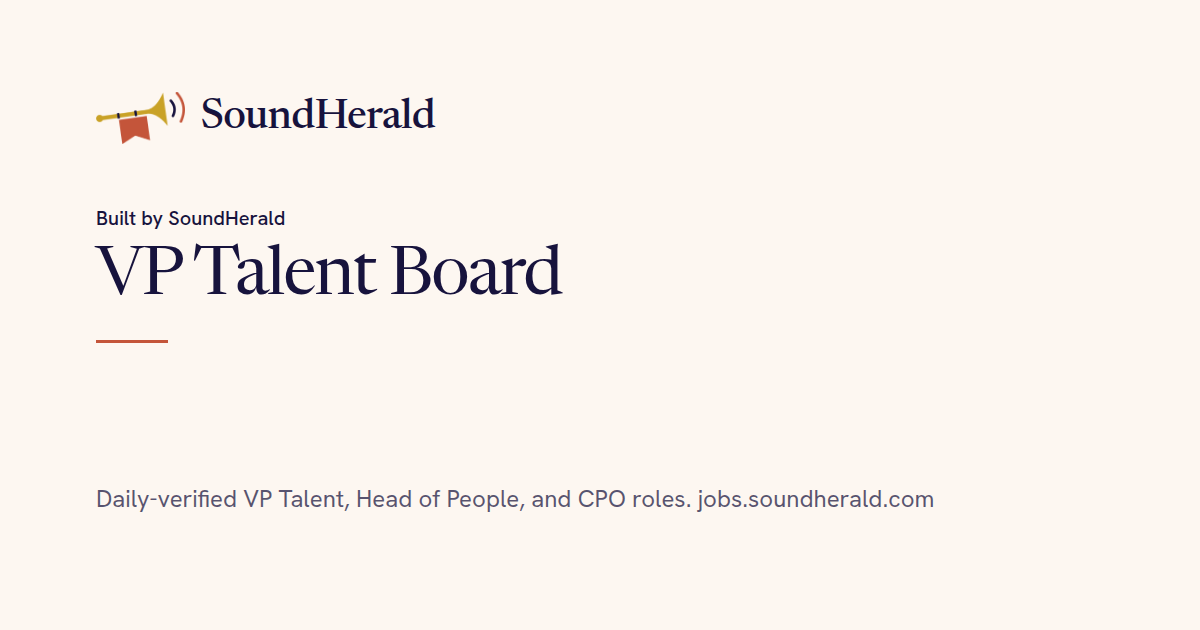 SoundHerald
Built by SoundHerald
VP Talent Board
Daily-verified VP Talent, Head of People, and CPO roles. jobs.soundherald.com